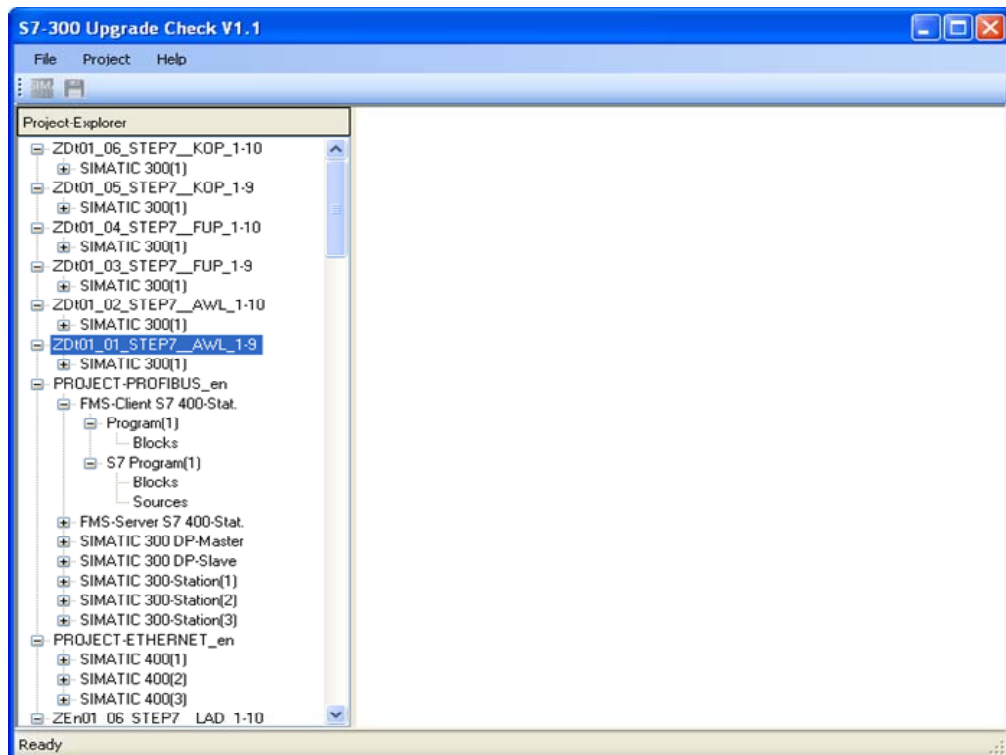 S7-300 Upgrade Check V1.1
File Project Help
Project-Explorer
ZDt01_06_STEP7__KOP_1-10
SIMATIC 300(1)
ZDt01_05_STEP7__KOP_1-9
SIMATIC 300(1)
ZDt01_04_STEP7__FUP_1-10
SIMATIC 300(1)
ZDt01_03_STEP7__FUP_1-9
SIMATIC 300(1)
ZDt01_02_STEP7__AWL_1-10
SIMATIC 300(1)
ZDt01_01_STEP7__AWL_1-9
SIMATIC 300(1)
PROJECT-PROFIBUS_en
FMS-Client S7 400-Stat.
Program(1)
Blocks
S7 Program(1)
Blocks
Sources
FMS-Server S7 400-Stat.
SIMATIC 300 DP-Master
SIMATIC 300 DP-Slave
SIMATIC 300-Station(1)
SIMATIC 300-Station(2)
SIMATIC 300-Station(3)
PROJECT-ETHERNET_en
SIMATIC 400(1)
SIMATIC 400(2)
SIMATIC 400(3)
ZEn01_06_STEP7__LAD_1-10
Ready